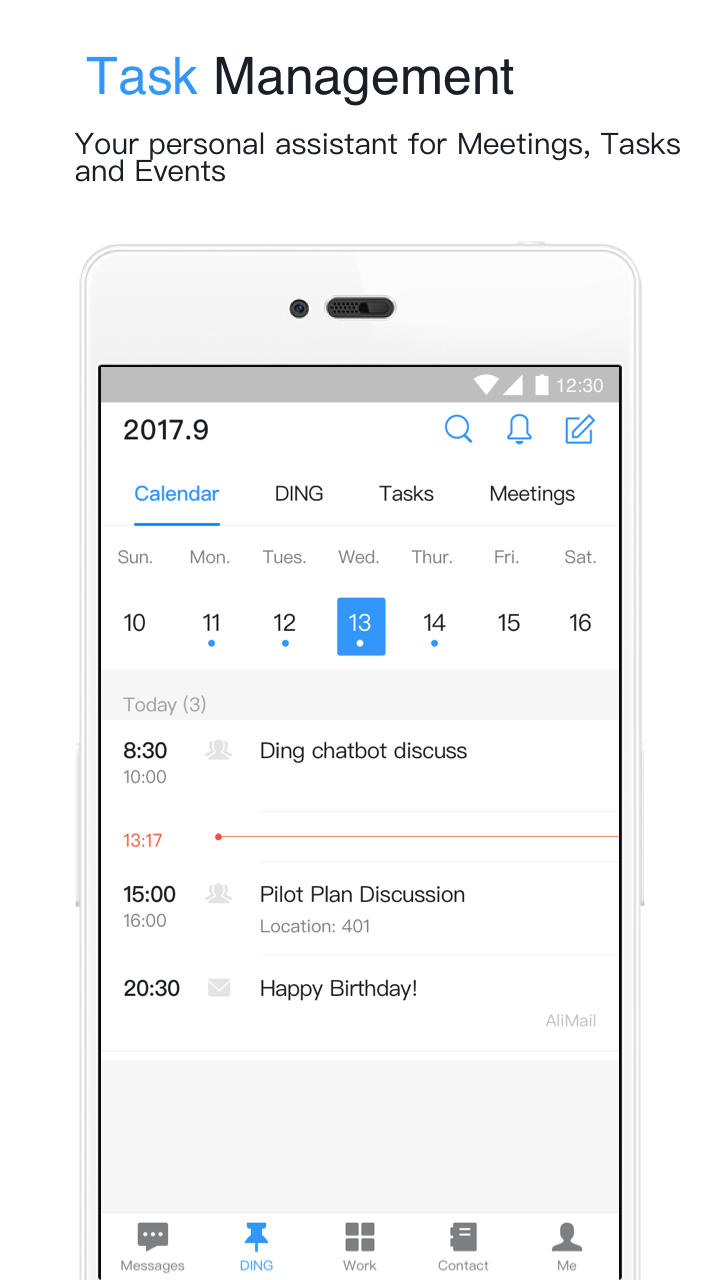 Task Management
Your personal assistant for Meetings, Tasks
and Events
12:30
2017.9
Calendar DING Tasks Meetings
Sun. Mon. Tues. Wed. Thur. Fri. Sat.
10 11 12 13 14 15 16
Today (3)
8:30 Ding chatbot discuss
10:00
13:17
15:00 Pilot Plan Discussion
16:00 Location: 401
20:30 Happy Birthday!
AliMail
Messages DING Work Contact Me